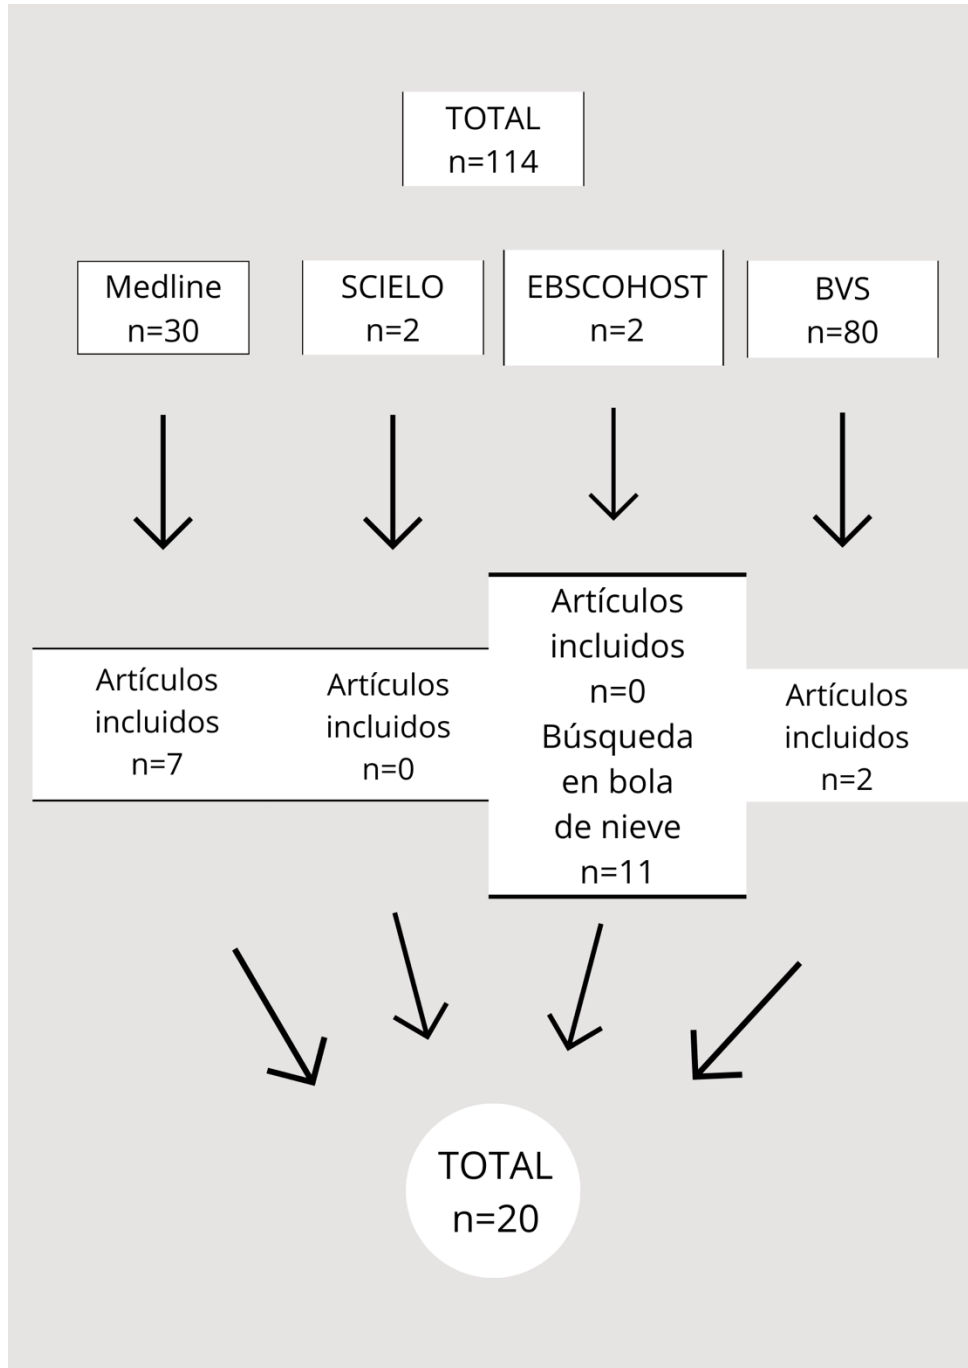 TOTAL
n=114
Medline
n=30
SCIELO
n=2
EBSCOHOST
n=2
BVS
n=80
Artículos
incluidos
n=7
Artículos
incluidos
n=0
Artículos
incluidos
n=0
Búsqueda
en bola
de nieve
n=11
Artículos
incluidos
n=2
TOTAL
n=20